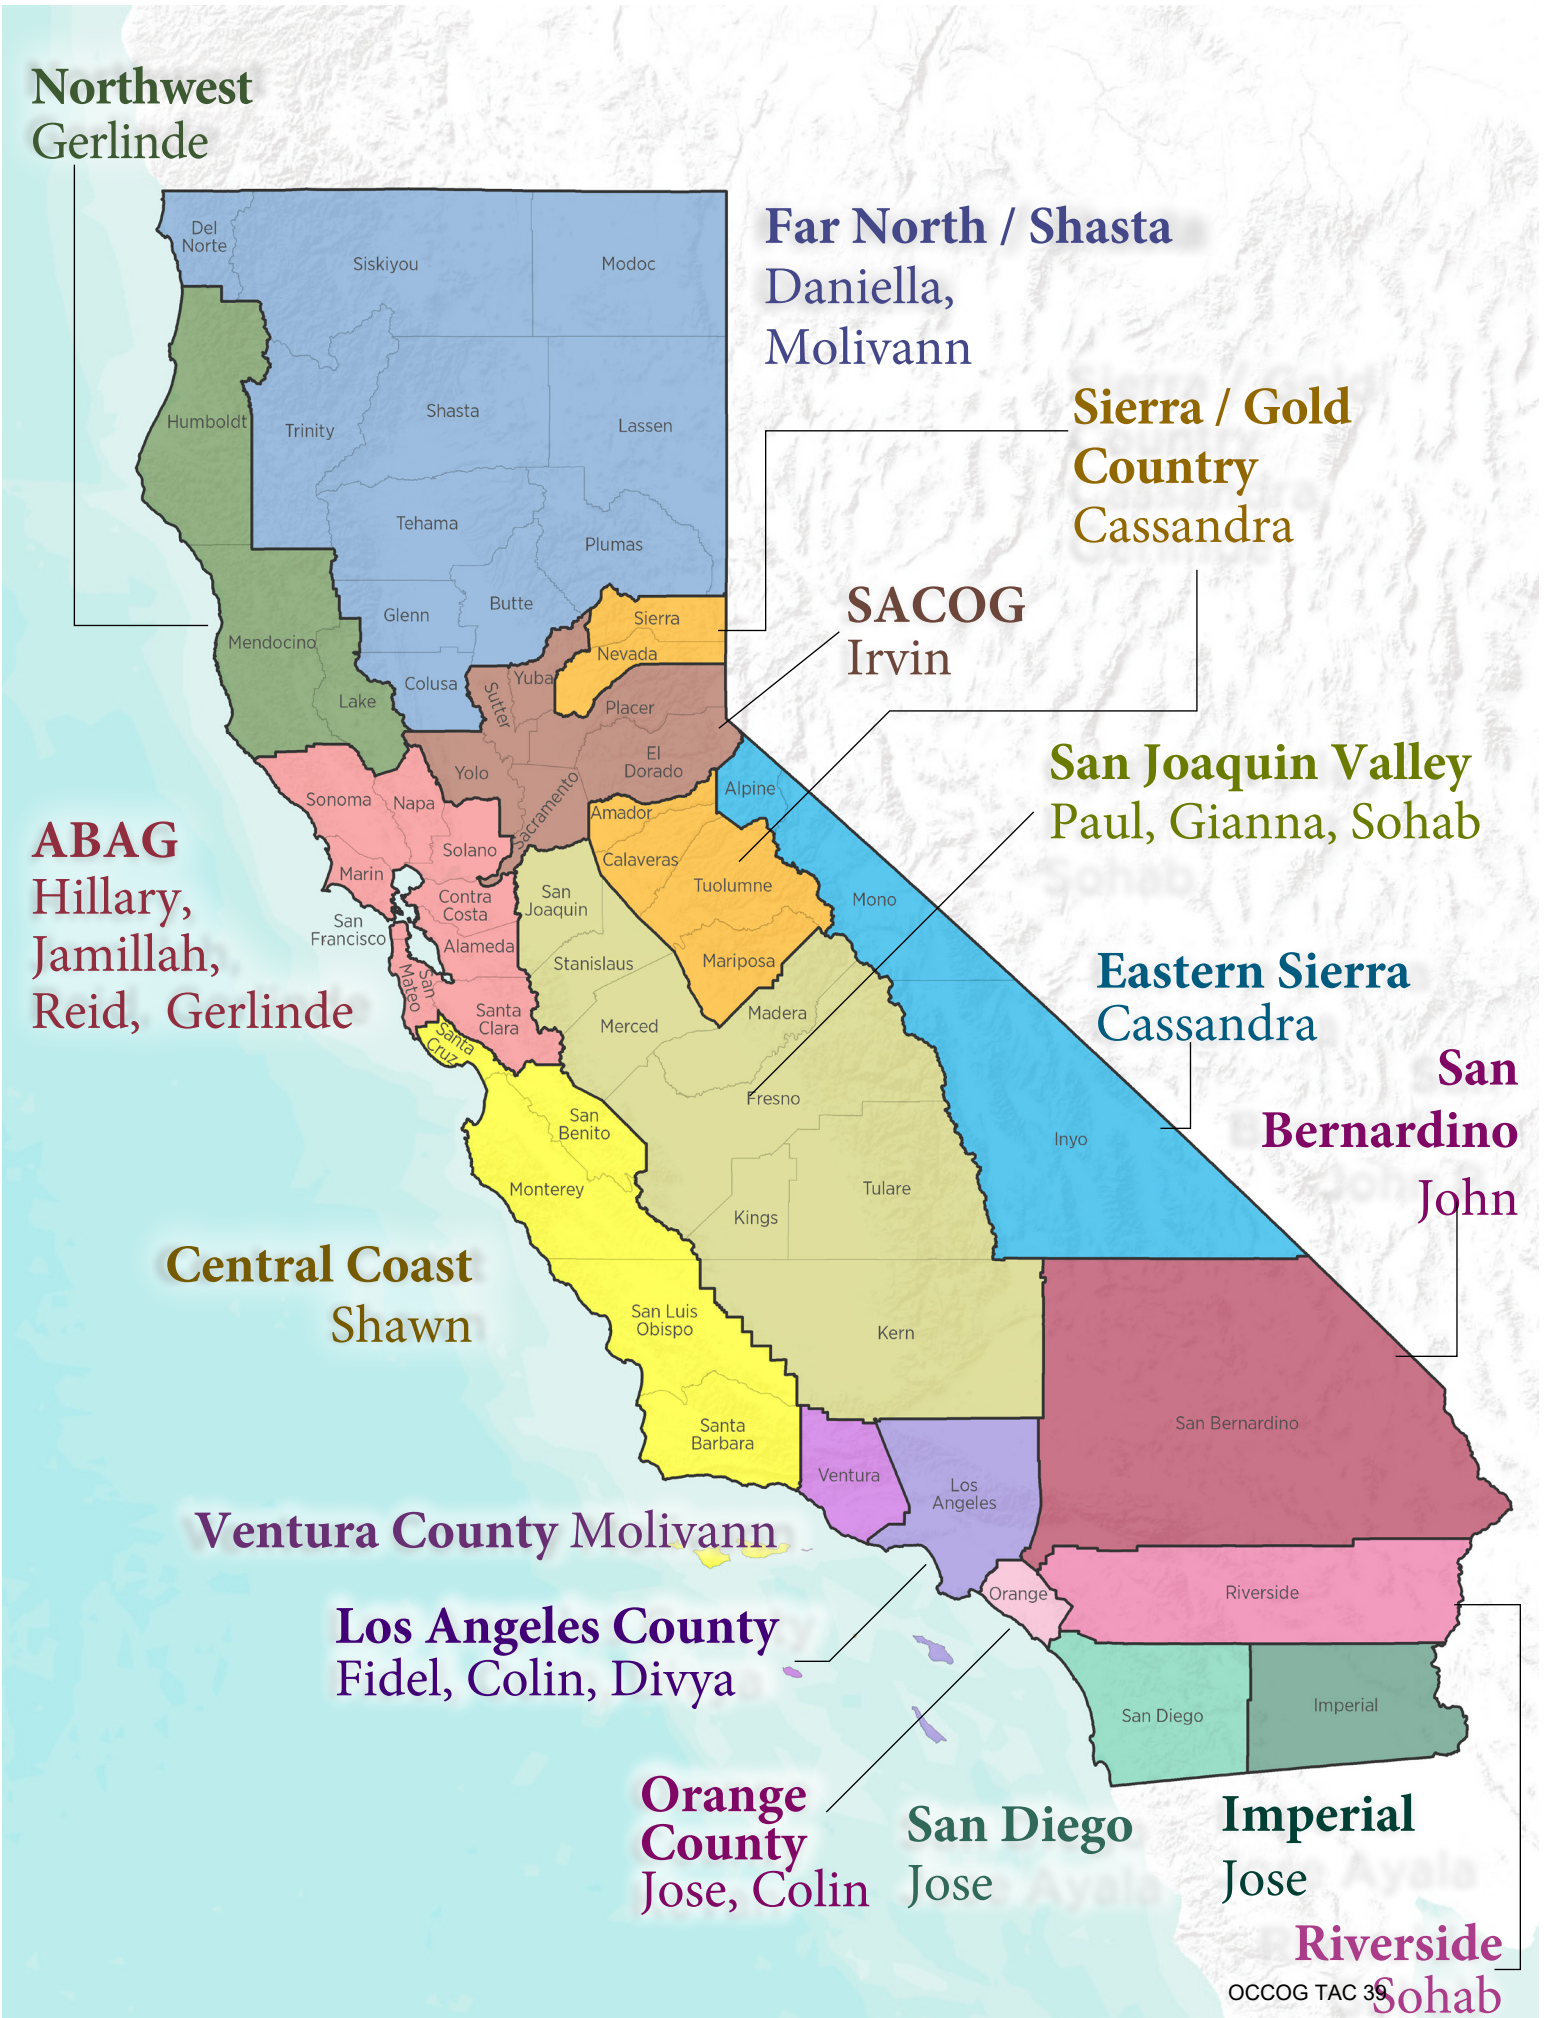 Northwest
Gerlinde
Far North / Shasta
Daniella,
Molivann
Sierra / Gold
Country
Cassandra
SACOG
Irvin
San Joaquin Valley
Paul, Gianna, Sohab
ABAG
Hillary,
Jamillah,
Reid, Gerlinde
Eastern Sierra
Cassandra
San
Bernardino
John
Central Coast
Shawn
Ventura County Molivann
Los Angeles County
Fidel, Colin, Divya
Orange
County
Jose, Colin
San Diego
Jose
Imperial
Jose
Riverside
Sohab
OCCOG TAC 39
Del
Norte
Siskiyou
Modoc
Humboldt
Trinity
Shasta
Lassen
Tehama
Plumas
Glenn
Butte
Sierra
Nevada
Mendocino
Lake
Colusa
Sutter
Yuba
Placer
El
Dorado
Yolo
Sacramento
Sonoma
Napa
Solano
Marin
Contra
Costa
San
Francisco
Alameda
San
Mateo
Santa
Clara
Santa
Cruz
Amador
Alpine
Calaveras
Tuolumne
Mono
San
Joaquin
Stanislaus
Mariposa
Merced
Madera
Fresno
San
Benito
Monterey
Kings
Tulare
Inyo
San Luis
Obispo
Kern
Santa
Barbara
Ventura
Los
Angeles
San Bernardino
Orange
Riverside
San Diego
Imperial